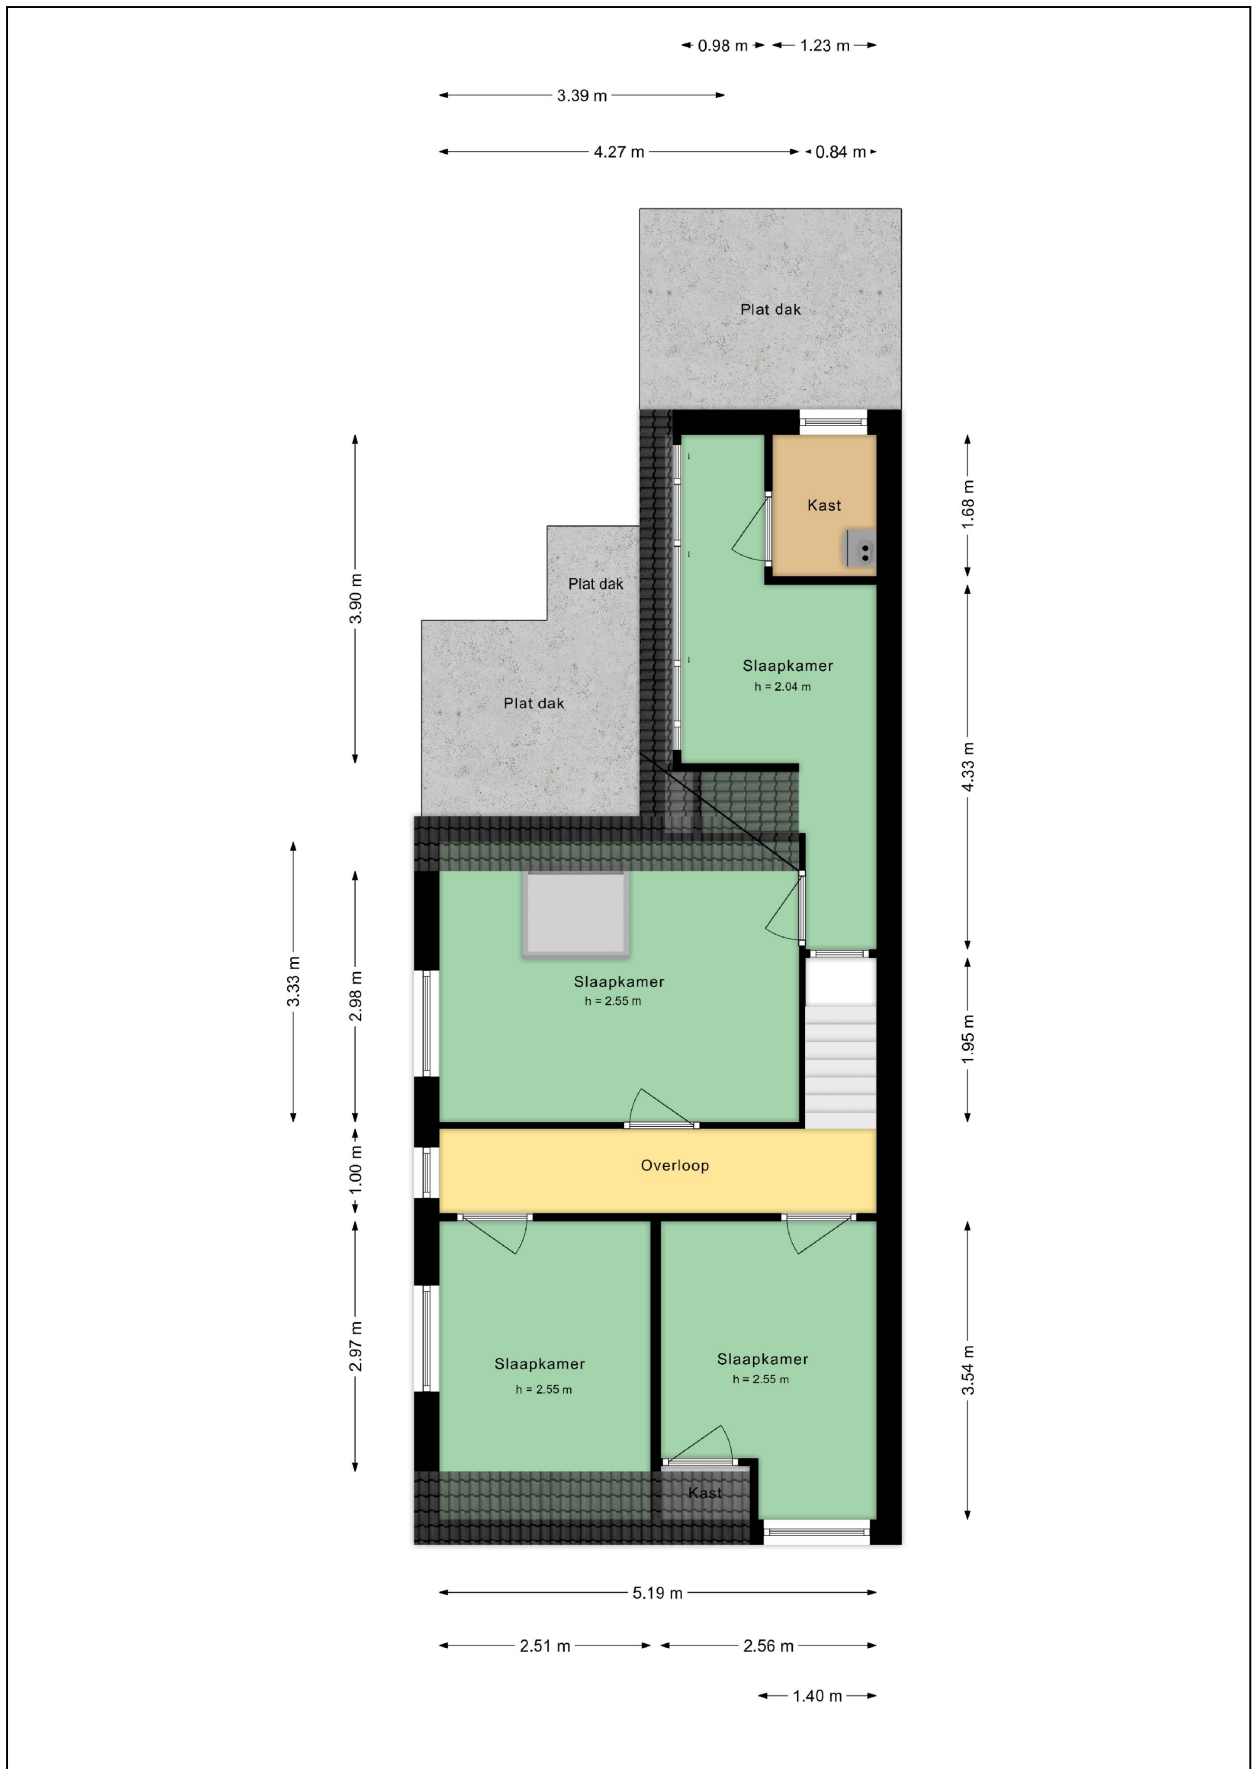 0.98 m
1.23 m
3.39 m
4.27 m
0.84 m
Plat dak
Kast
1.68 m
3.90 m
Plat dak
Slaapkamer
h = 2.04 m
Plat dak
4.33 m
3.33 m
2.98 m
Slaapkamer
h = 2.55 m
1.95 m
1.00 m
Overloop
2.97 m
Slaapkamer
h = 2.55 m
Slaapkamer
h = 2.55 m
3.54 m
Kast
5.19 m
2.51 m
2.56 m
1.40 m